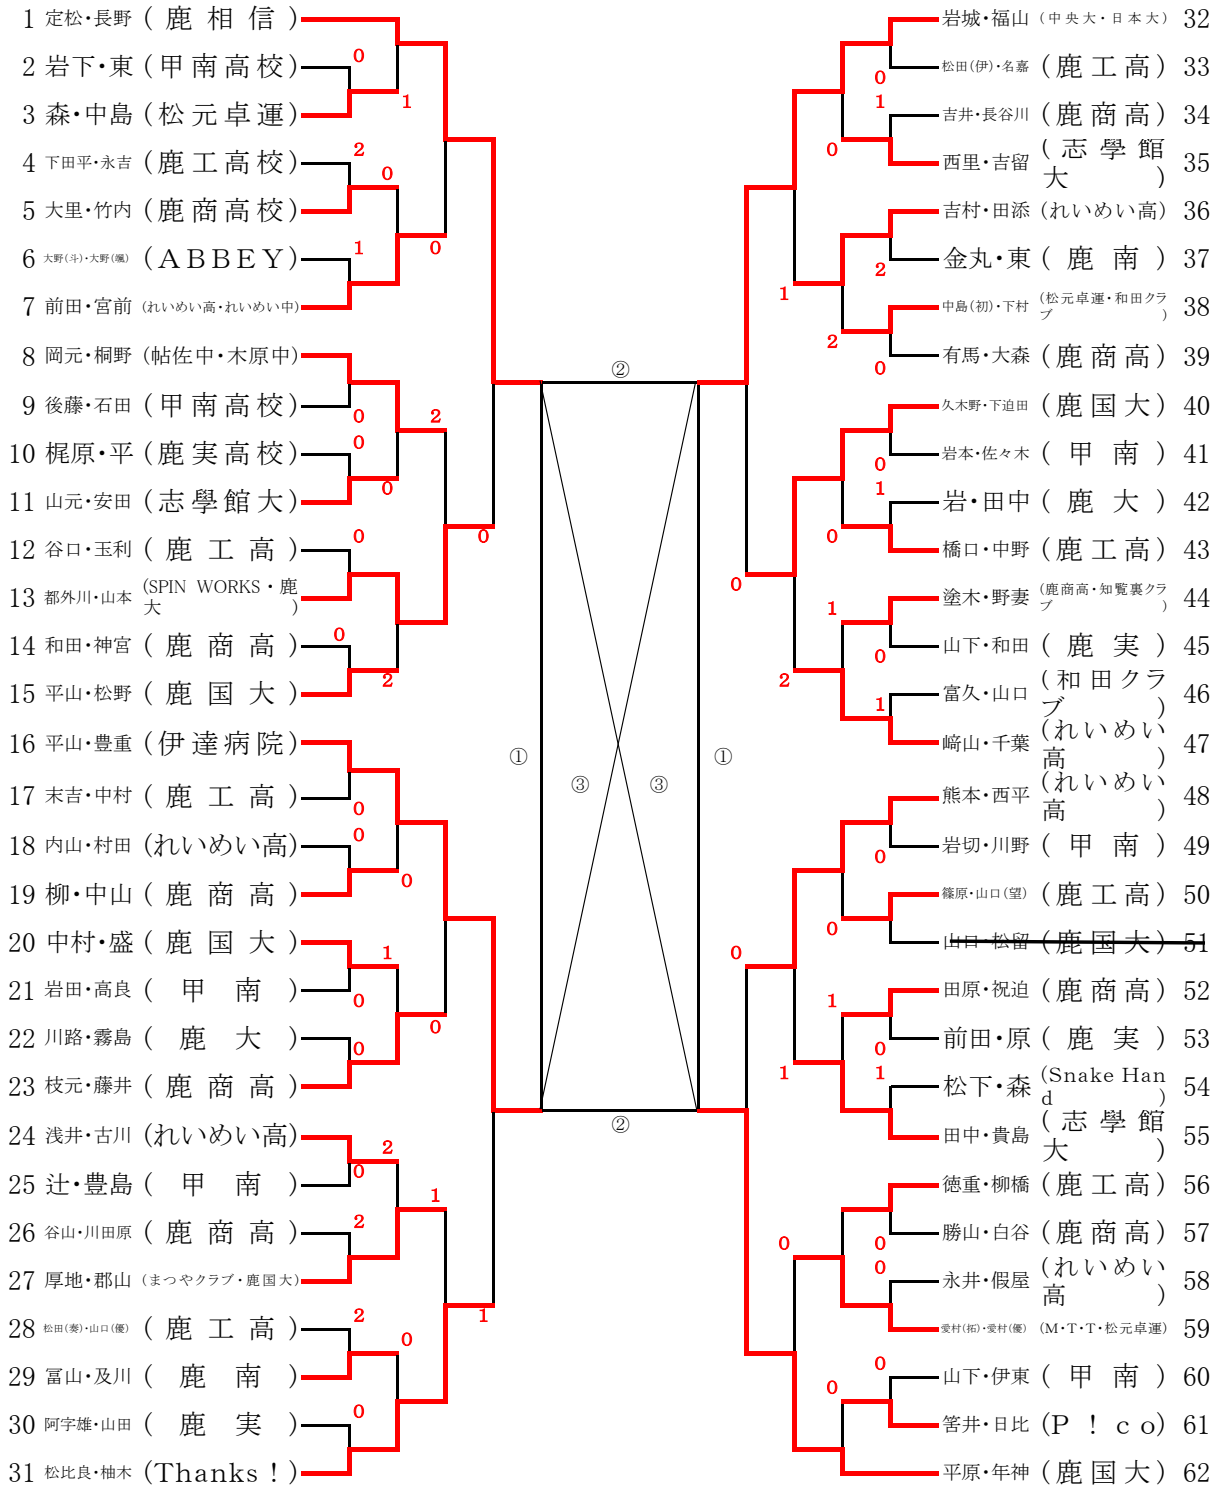 1 定松・長野 (鹿相信)
0
2 岩下・東 (甲南高校)
1
3 森・中島 (松元卓運)
2
4 下田平・永吉 (鹿工高校)
0
5 大里・竹内 (鹿商高校)
1
0
6 大野(斗)・大野(颯) (ABBEY)
7 前田・宮前 (れいめい高・れいめい中)
8 岡元・桐野 (帖佐中・木原中)
9 後藤・石田 (甲南高校)
0
2
0
10 梶原・平 (鹿実高校)
0
11 山元・安田 (志學館大)
0
0
12 谷口・玉利 (鹿工高)
13 都外川・山本 (SPIN WORKS・鹿大)
0
14 和田・神宮 (鹿商高)
2
15 平山・松野 (鹿国大)
16 平山・豊重 (伊達病院)
17 末吉・中村 (鹿工高)
0
0
18 内山・村田 (れいめい高)
0
19 柳・中山 (鹿商高)
20 中村・盛 (鹿国大)
1
21 岩田・高良 (甲南)
0
0
22 川路・霧島 (鹿大)
0
23 枝元・藤井 (鹿商高)
24 浅井・古川 (れいめい高)
2
0
25 辻・豊島 (甲南)
1
2
26 谷山・川田原 (鹿商高)
27 厚地・郡山 (まつやクラブ・鹿国大)
1
2
28 松田(奏)・山口(優) (鹿工高)
0
29 冨山・及川 (鹿南)
0
30 阿字雄・山田 (鹿実)
31 松比良・柚木 (Thanks！)
②
①
③
③
①
②
岩城・福山 (中央大・日本大) 32
0
松田(伊)・名嘉 (鹿工高) 33
1
吉井・長谷川 (鹿商高) 34
0
西里・吉留 (志學館大) 35
吉村・田添 (れいめい高) 36
2
金丸・東 (鹿南) 37
1
中島(初)・下村 (松元卓運・和田クラブ) 38
2
0
有馬・大森 (鹿商高) 39
久木野・下迫田 (鹿国大) 40
0
岩本・佐々木 (甲南) 41
1
岩・田中 (鹿大) 42
0
橋口・中野 (鹿工高) 43
0
1
塗木・野妻 (鹿商高・知覧裏クラブ) 44
0
山下・和田 (鹿実) 45
2
1
富久・山口 (和田クラブ) 46
﨑山・千葉 (れいめい高) 47
熊本・西平 (れいめい高) 48
0
岩切・川野 (甲南) 49
0
篠原・山口(望) (鹿工高) 50
0
山口・松留 (鹿国大) 51
1
田原・祝迫 (鹿商高) 52
0
前田・原 (鹿実) 53
1
1
松下・森 (Snake Hand) 54
田中・貴島 (志學館大) 55
徳重・柳橋 (鹿工高) 56
0
0
勝山・白谷 (鹿商高) 57
0
永井・假屋 (れいめい高) 58
愛村(拓)・愛村(優) (M・T・T・松元卓運) 59
0
山下・伊東 (甲南) 60
0
筈井・日比 (P！co) 61
平原・年神 (鹿国大) 62